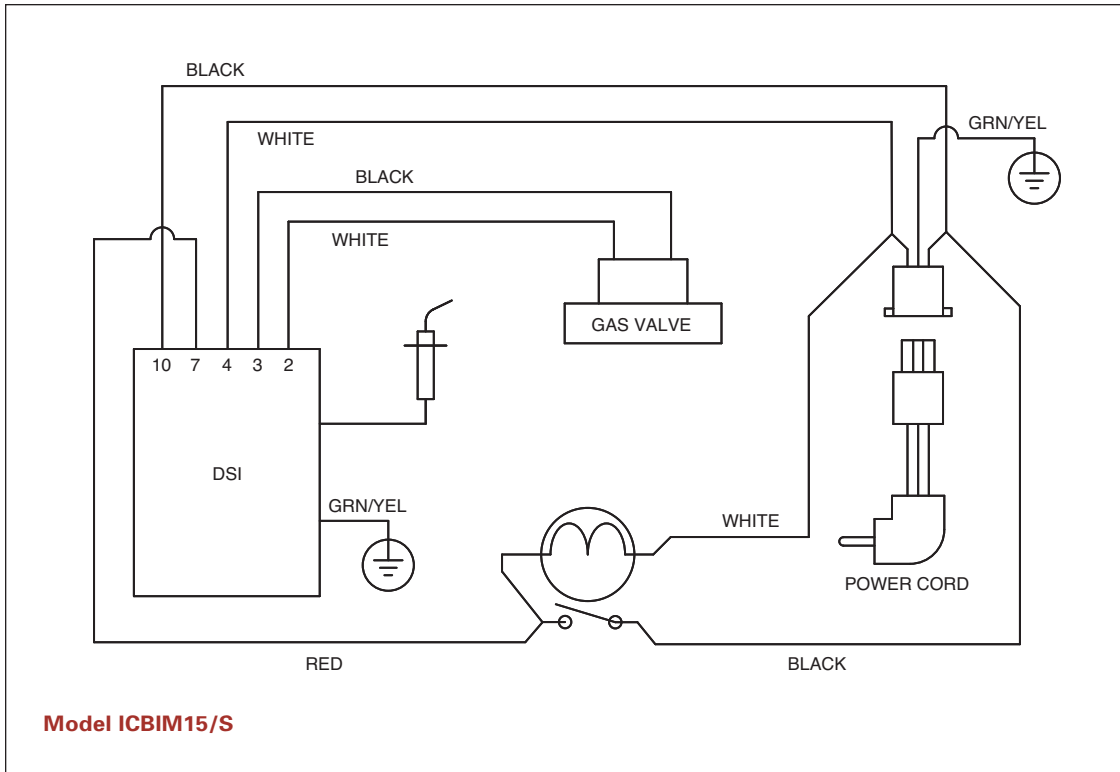 BLACK
GRN/YEL
WHITE
BLACK
WHITE
10 7 4 3 2
GAS VALVE
DSI
GRN/YEL
WHITE
POWER CORD
RED
BLACK
Model ICBIM15/S